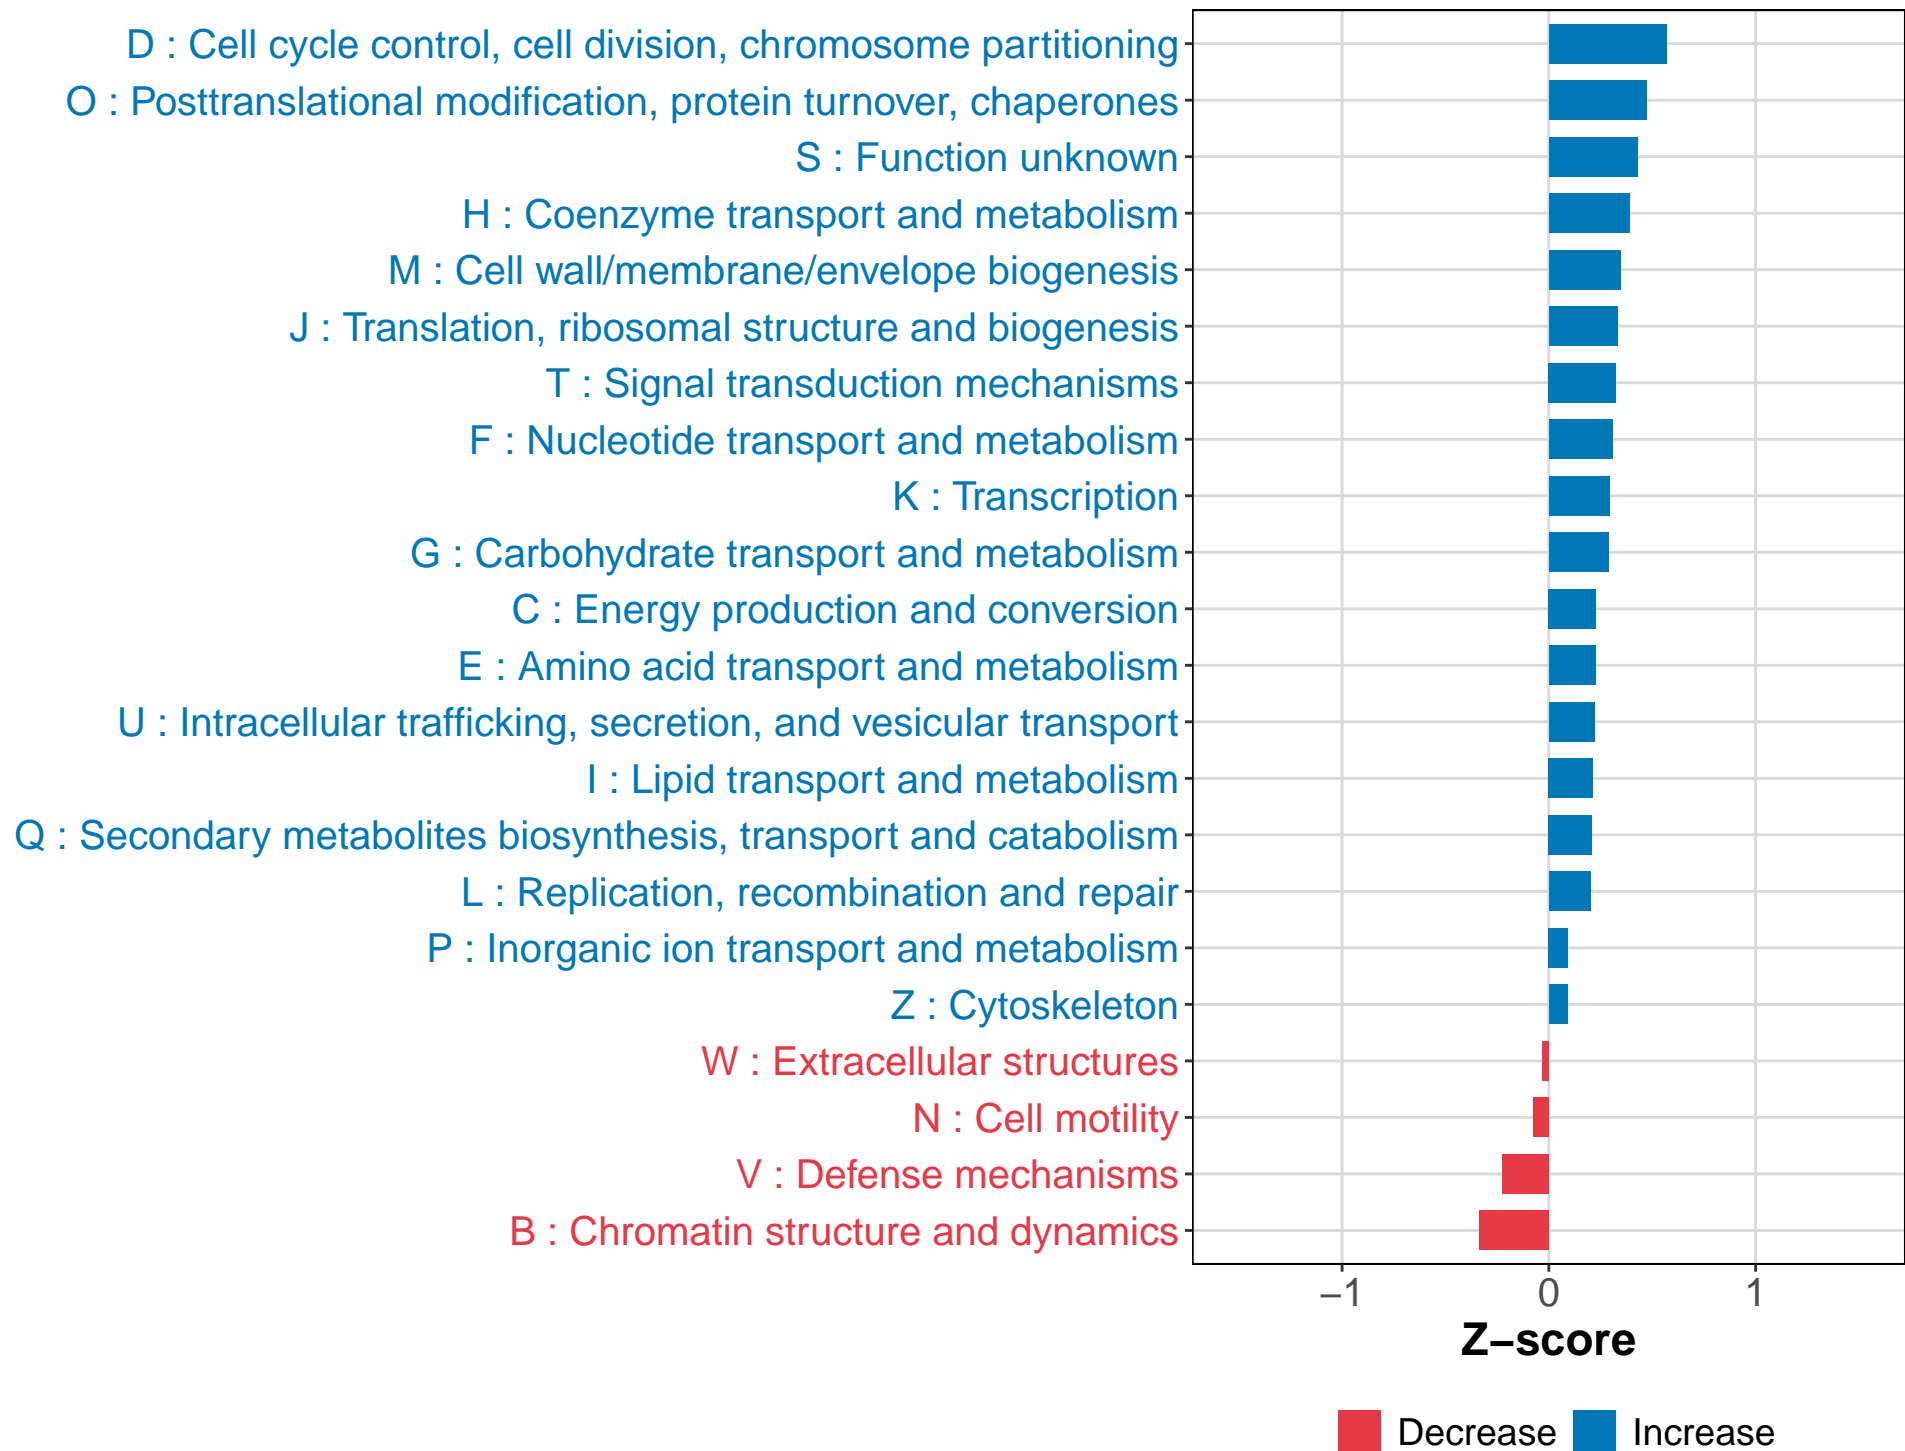 D : Cell cycle control, cell division, chromosome partitioning
O : Posttranslational modification, protein turnover, chaperones
S : Function unknown
H : Coenzyme transport and metabolism
M : Cell wall/membrane/envelope biogenesis
J : Translation, ribosomal structure and biogenesis
T : Signal transduction mechanisms
F : Nucleotide transport and metabolism
K : Transcription
G : Carbohydrate transport and metabolism
C : Energy production and conversion
E : Amino acid transport and metabolism
U : Intracellular trafficking, secretion, and vesicular transport
I : Lipid transport and metabolism
Q : Secondary metabolites biosynthesis, transport and catabolism
L : Replication, recombination and repair
P : Inorganic ion transport and metabolism
Z : Cytoskeleton
W : Extracellular structures
N : Cell motility
V : Defense mechanisms
B : Chromatin structure and dynamics
−1 0 1
Z−score
Decrease Increase